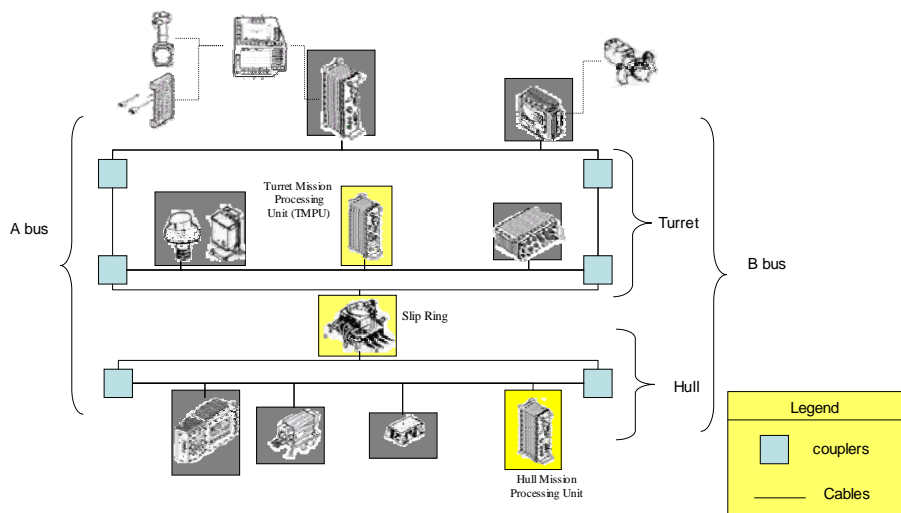 Turret Mission
Processing
Unit (TMPU)
A bus
Turret
B bus
Slip Ring
Hull
Legend
couplers
Cables
Hull Mission
Processing Unit